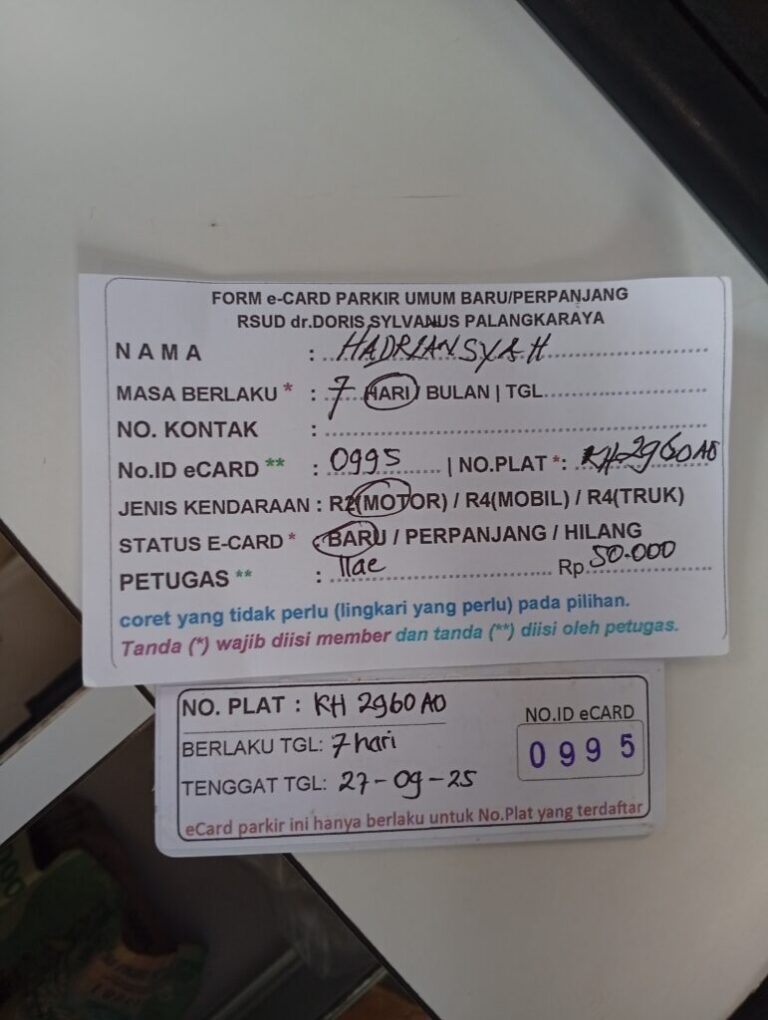 FORM e-CARD PARKIR UMUM BARU/PERPANJANG
RSUD dr.DORIS SYLVANUS PALANGKARAYA
NAMA : HADRIANSYAH
MASA BERLAKU * : 7 HARI / BULAN | TGL
NO. KONTAK :
No.ID eCARD ** : 0995 | NO.PLAT *: KH 2960 AO
JENIS KENDARAAN : R2(MOTOR) / R4(MOBIL) / R4(TRUK)
STATUS E-CARD * : BARU / PERPANJANG / HILANG
PETUGAS ** : Rp 50.000
coret yang tidak perlu (lingkari yang perlu) pada pilihan.
Tanda (*) wajib diisi member dan tanda (**) diisi oleh petugas.
NO. PLAT : KH 2960 AO
NO.ID eCARD
0995
BERLAKU TGL: 7 hari
TENGGAT TGL: 27-09-25
eCard parkir ini hanya berlaku untuk No.Plat yang terdaftar